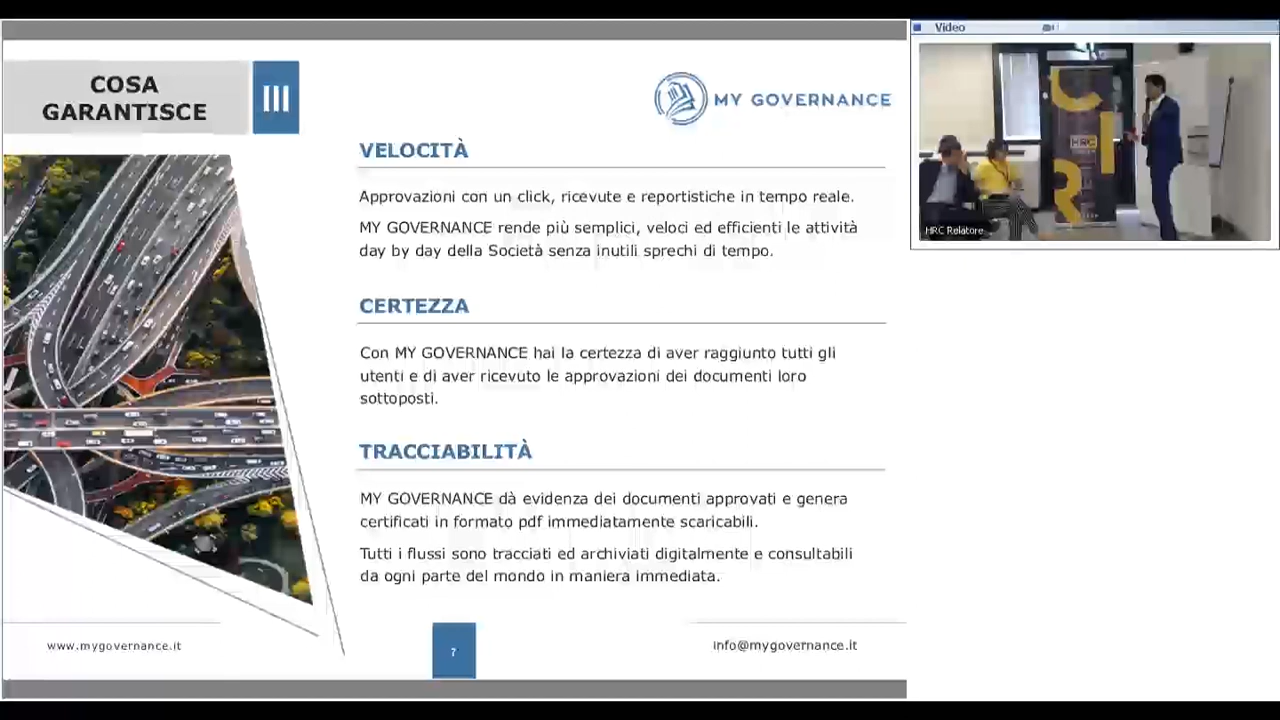 COSA
GARANTISCE
III
MY GOVERNANCE
VELOCITÀ
Approvazioni con un click, ricevute e reportistiche in tempo reale.
MY GOVERNANCE rende più semplici, veloci ed efficienti le attività
day by day della Società senza inutili sprechi di tempo.
CERTEZZA
Con MY GOVERNANCE hai la certezza di aver raggiunto tutti gli
utenti e di aver ricevuto le approvazioni dei documenti loro
sottoposti.
TRACCIABILITÀ
MY GOVERNANCE dà evidenza dei documenti approvati e genera
certificati in formato pdf immediatamente scaricabili.
Tutti i flussi sono tracciati ed archiviati digitalmente e consultabili
da ogni parte del mondo in maniera immediata.
www.mygovernance.it
7
info@mygovernance.it
Video
HRC
HRC Relatore